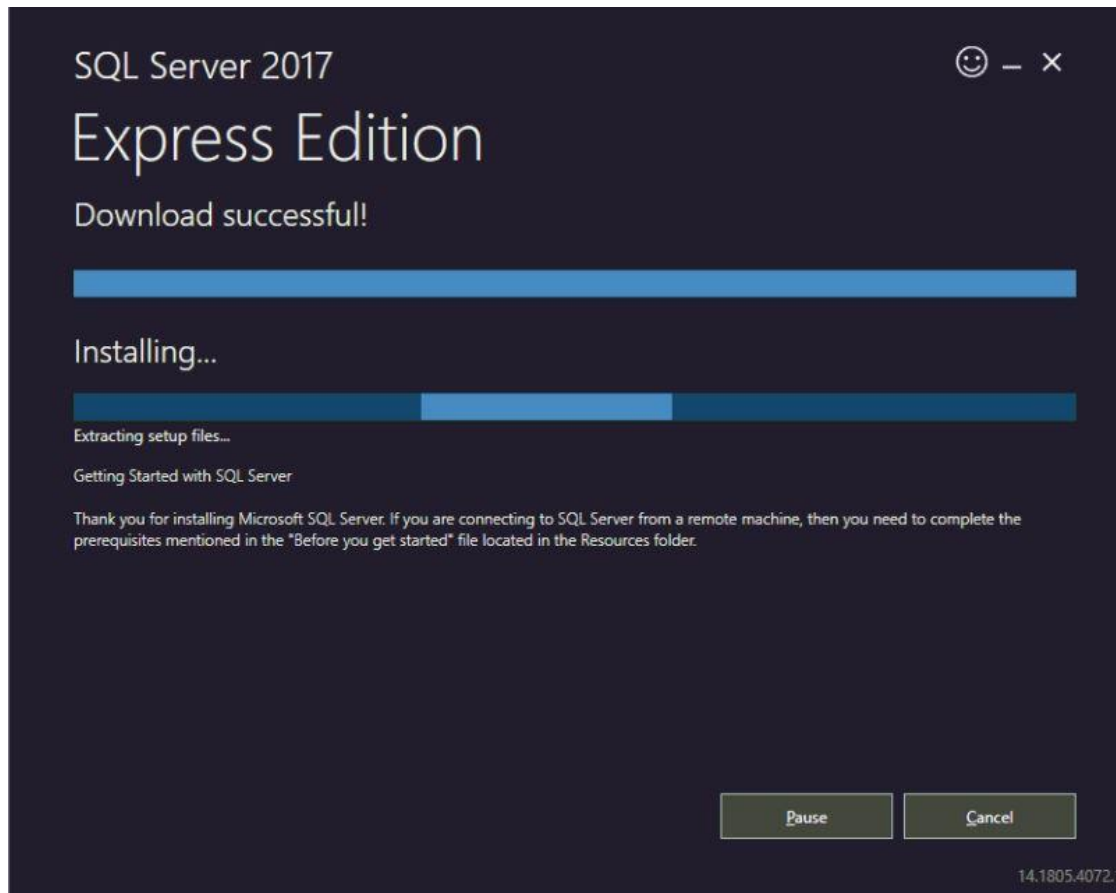 SQL Server 2017
Express Edition
Download successful!
Installing...
Extracting setup files...
Getting Started with SQL Server
Thank you for installing Microsoft SQL Server. If you are connecting to SQL Server from a remote machine, then you need to complete the
prerequisites mentioned in the "Before you get started" file located in the Resources folder.
Pause
Cancel
14.1805.4072.